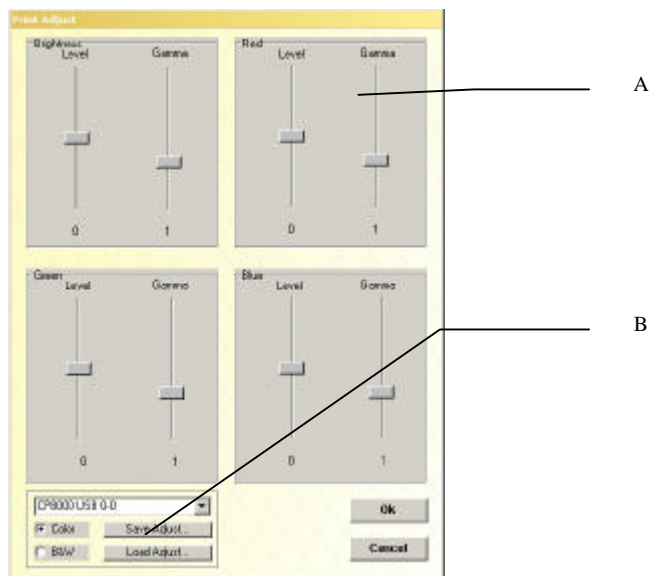 Print Adjust
Brightness Red
Level Gamma Level Gamma
A
0 1 0 1
Green Blue
Level Gamma Level Gamma
B
0 1 0 1
CP8000 USB 0-0
Ok
Color Save Adjust...
B&W Load Adjust...
Cancel